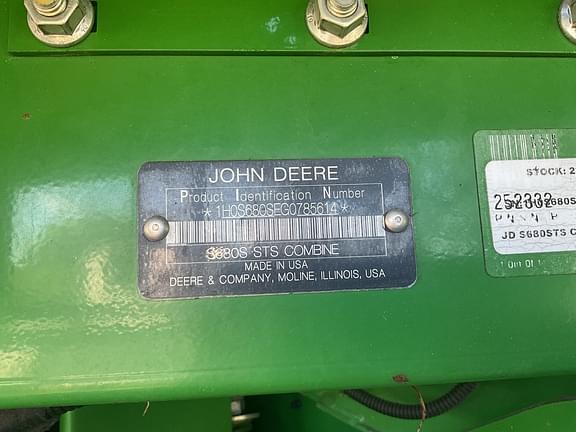 JOHN DEERE
Product Identification Number
*1H0S680SEG0785614*
S680S STS COMBINE
MADE IN USA
DEERE & COMPANY, MOLINE, ILLINOIS, USA
STOCK: 2
252332
JD S680STS C